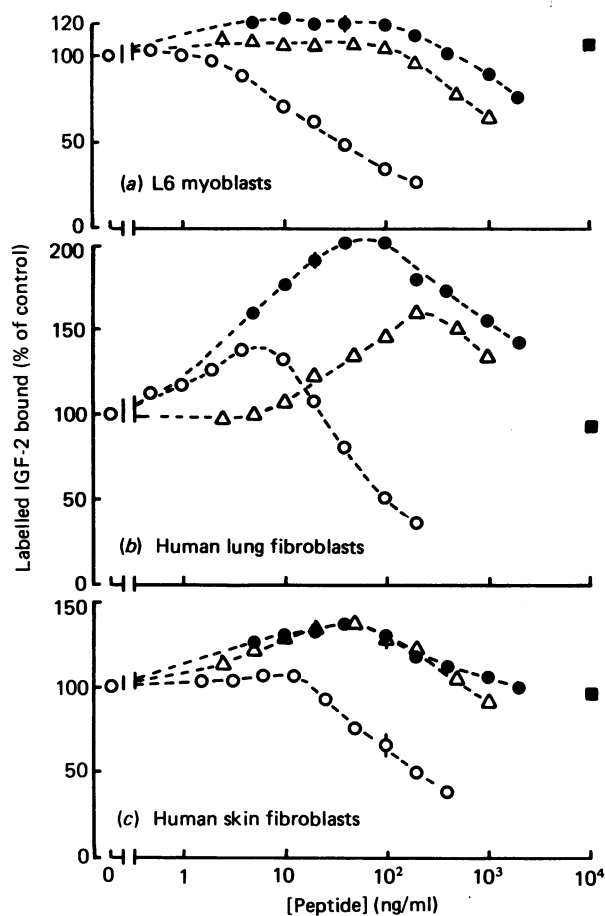 120
100
50
0
(a) L6 myoblasts
200
150
100
50
0
(b) Human lung fibroblasts
Labelled IGF-2 bound (% of control)
150
100
50
0
(c) Human skin fibroblasts
0 1 10 10² 10³ 10⁴
[Peptide] (ng/ml)